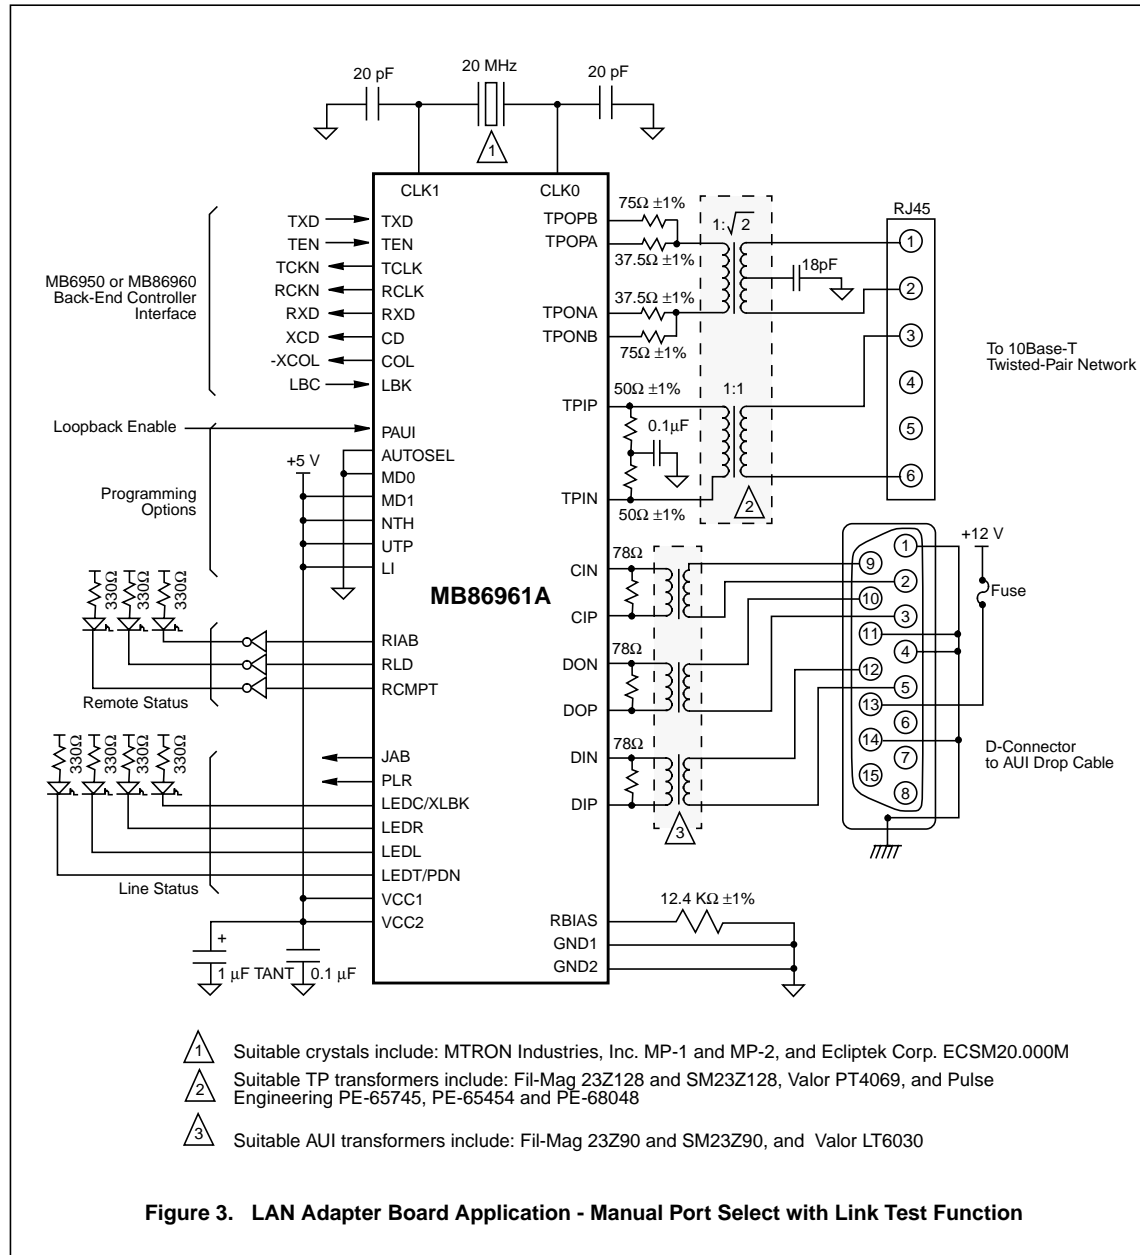 20 pF
20 MHz
20 pF
1
CLK1
CLK0
MB6950 or MB86960
Back-End Controller
Interface
TXD
TEN
TCKN
RCKN
RXD
XCD
-XCOL
LBC
TXD
TEN
TCLK
RCLK
RXD
CD
COL
LBK
Loopback Enable
PAUI
AUTOSEL
MD0
MD1
NTH
UTP
LI
+5 V
Programming
Options
330Ω
330Ω
330Ω
Remote Status
RIAB
RLD
RCMPT
MB86961A
330Ω
330Ω
330Ω
330Ω
Line Status
JAB
PLR
LEDC/XLBK
LEDR
LEDL
LEDT/PDN
VCC1
VCC2
+
1 µF TANT
0.1 µF
TPOPB
TPOPA
TPONA
TPONB
TPIP
TPIN
CIN
CIP
DON
DOP
DIN
DIP
RBIAS
GND1
GND2
75Ω ±1%
37.5Ω ±1%
37.5Ω ±1%
75Ω ±1%
1:√2
18pF
50Ω ±1%
0.1µF
50Ω ±1%
1:1
2
RJ45
1
2
3
4
5
6
To 10Base-T
Twisted-Pair Network
78Ω
78Ω
78Ω
3
1
9
2
10
3
11
4
12
5
13
6
14
7
15
8
+12 V
Fuse
D-Connector
to AUI Drop Cable
12.4 KΩ ±1%
1 Suitable crystals include: MTRON Industries, Inc. MP-1 and MP-2, and Ecliptek Corp. ECSM20.000M
2 Suitable TP transformers include: Fil-Mag 23Z128 and SM23Z128, Valor PT4069, and Pulse
Engineering PE-65745, PE-65454 and PE-68048
3 Suitable AUI transformers include: Fil-Mag 23Z90 and SM23Z90, and Valor LT6030
Figure 3. LAN Adapter Board Application - Manual Port Select with Link Test Function